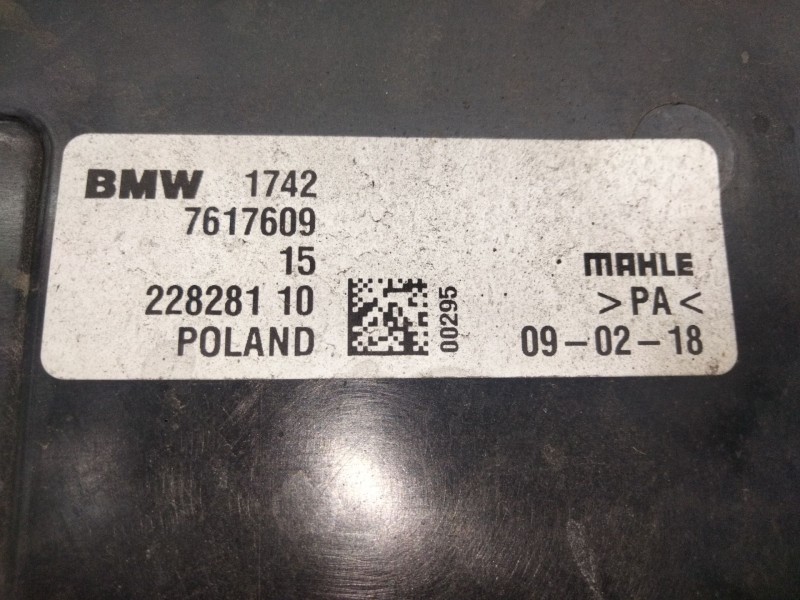 BMW 1742
7617609
15
228281 10
POLAND
00295
MAHLE
>PA<
09-02-18